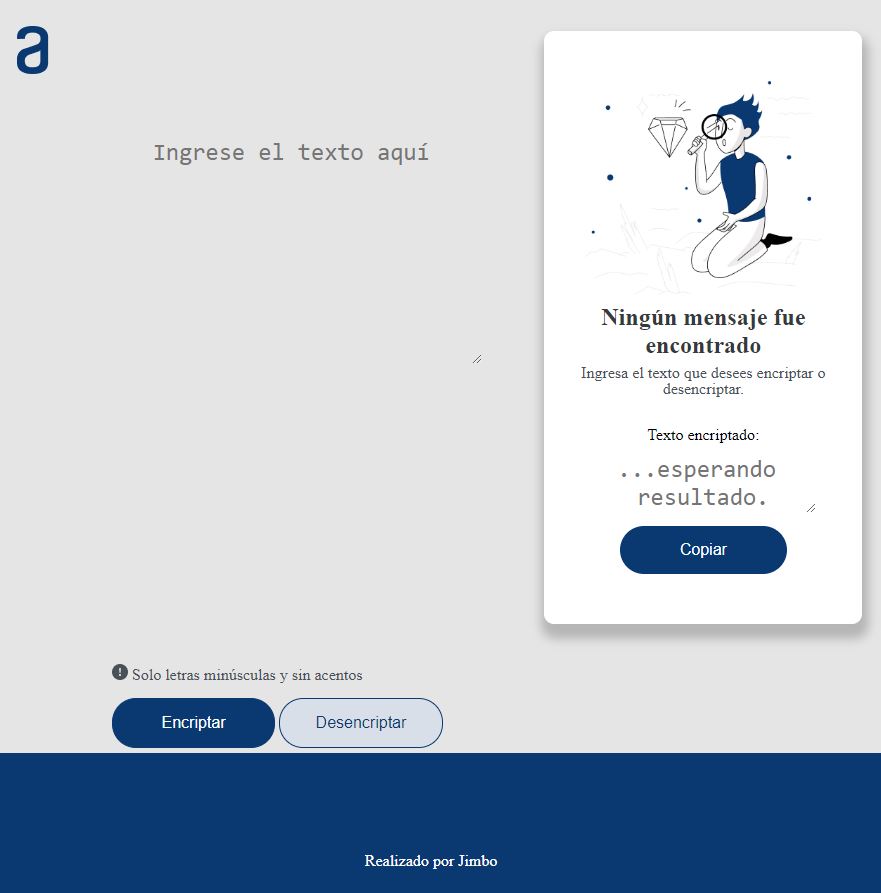 a
Ingrese el texto aquí
Ningún mensaje fue
encontrado
Ingresa el texto que desees encriptar o
desencriptar.
Texto encriptado:
...esperando
resultado.
Copiar
Solo letras minúsculas y sin acentos
Encriptar
Desencriptar
Realizado por Jimbo